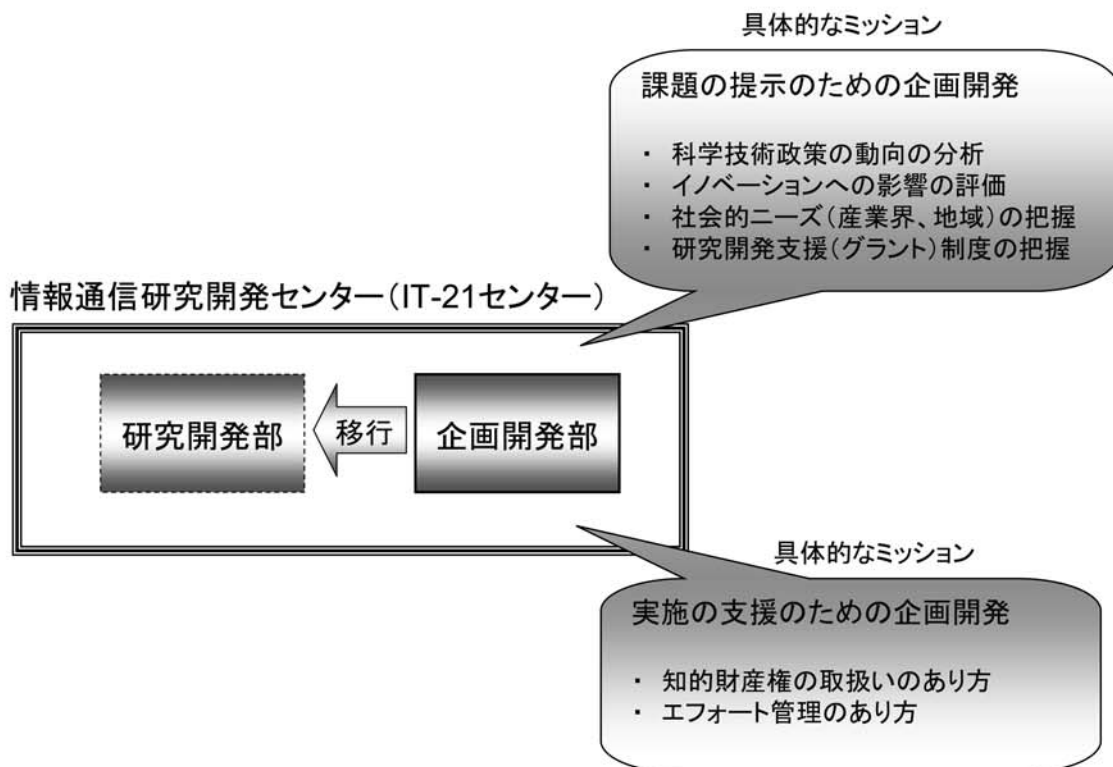 具体的なミッション
課題の提示のための企画開発
・ 科学技術政策の動向の分析
・ イノベーションへの影響の評価
・ 社会的ニーズ(産業界、地域)の把握
・ 研究開発支援(グラント)制度の把握
情報通信研究開発センター(IT-21センター)
研究開発部
移行
企画開発部
具体的なミッション
実施の支援のための企画開発
・ 知的財産権の取扱いのあり方
・ エフォート管理のあり方